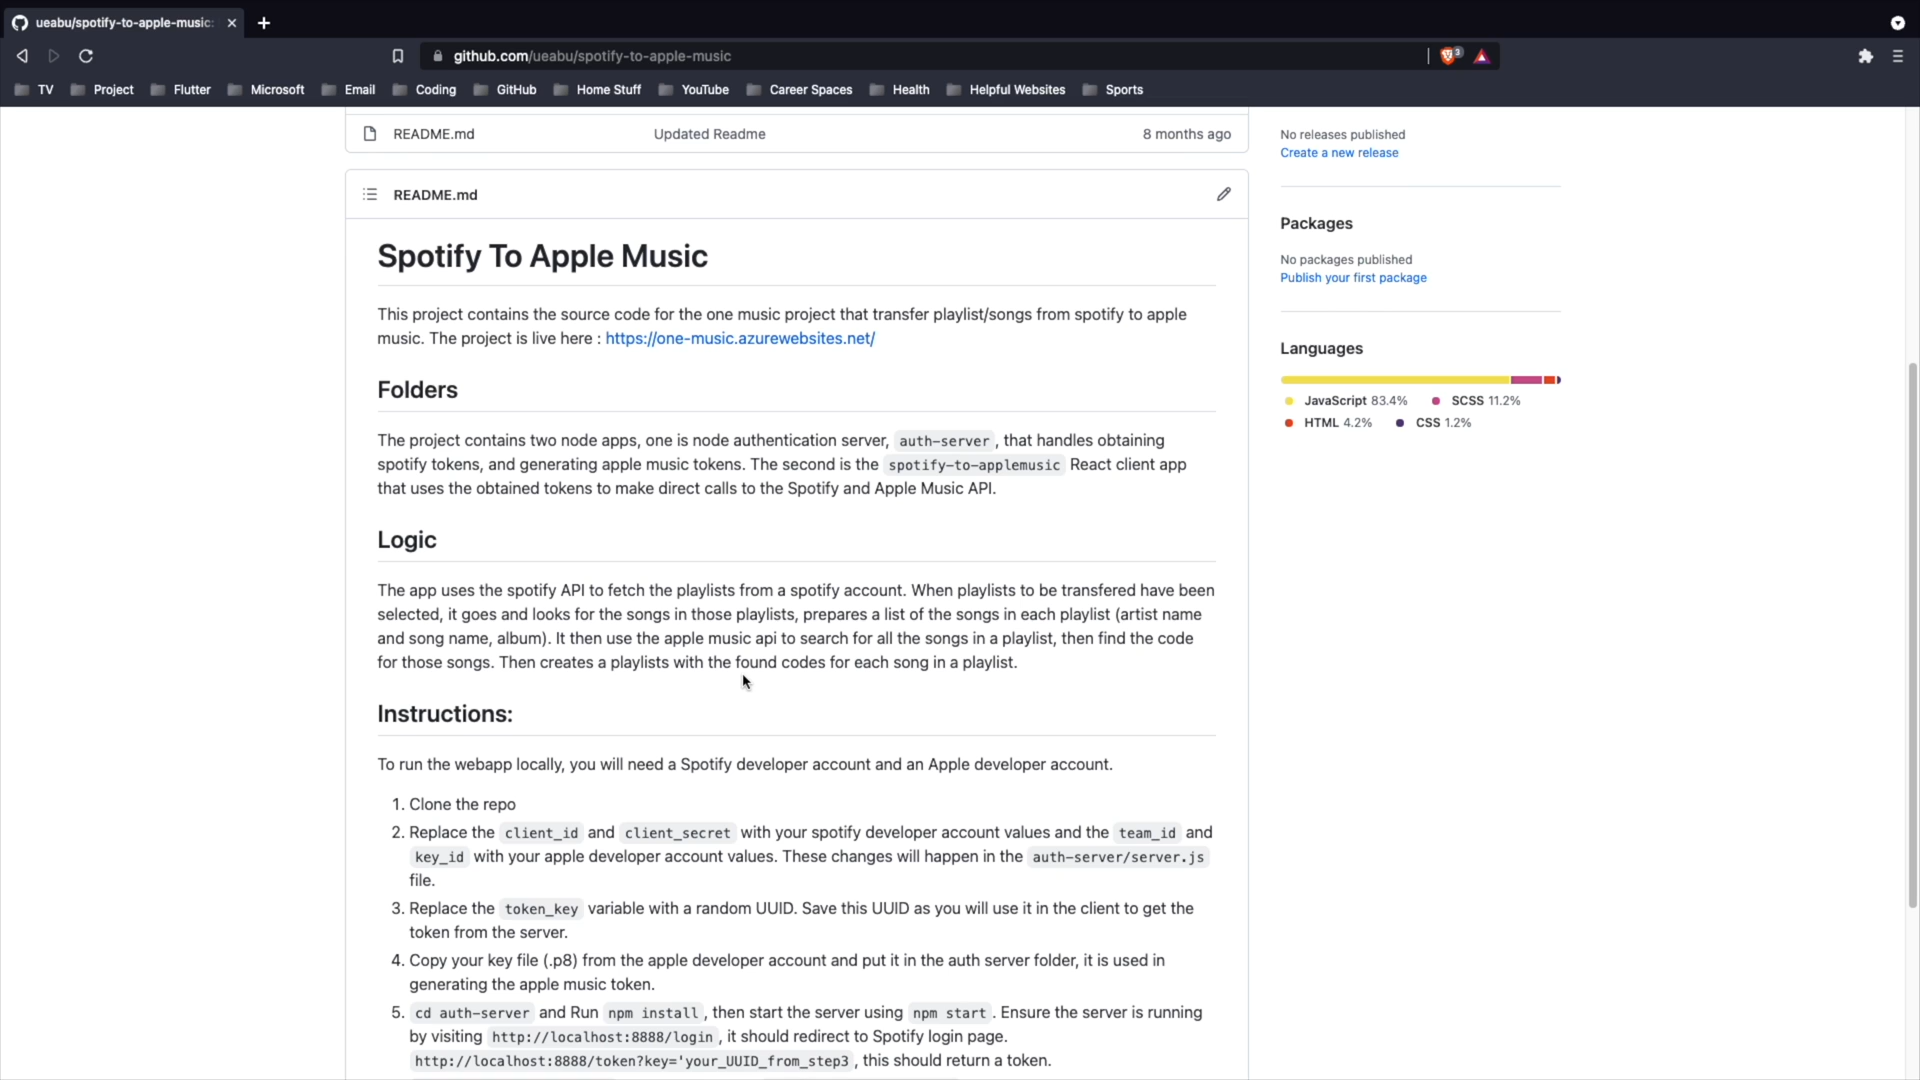 ueabu/spotify-to-apple-music:
github.com/ueabu/spotify-to-apple-music
3
TV Project Flutter Microsoft Email Coding GitHub Home Stuff YouTube Career Spaces Health Helpful Websites Sports
README.md Updated Readme 8 months ago
No releases published
Create a new release
README.md
Packages
No packages published
Publish your first package
Languages
JavaScript 83.4% SCSS 11.2%
HTML 4.2% CSS 1.2%
Spotify To Apple Music
This project contains the source code for the one music project that transfer playlist/songs from spotify to apple
music. The project is live here : https://one-music.azurewebsites.net/
Folders
The project contains two node apps, one is node authentication server, auth-server , that handles obtaining
spotify tokens, and generating apple music tokens. The second is the spotify-to-applemusic React client app
that uses the obtained tokens to make direct calls to the Spotify and Apple Music API.
Logic
The app uses the spotify API to fetch the playlists from a spotify account. When playlists to be transfered have been
selected, it goes and looks for the songs in those playlists, prepares a list of the songs in each playlist (artist name
and song name, album). It then use the apple music api to search for all the songs in a playlist, then find the code
for those songs. Then creates a playlists with the found codes for each song in a playlist.
Instructions:
To run the webapp locally, you will need a Spotify developer account and an Apple developer account.
1. Clone the repo
2. Replace the client_id and client_secret with your spotify developer account values and the team_id and
key_id with your apple developer account values. These changes will happen in the auth-server/server.js
file.
3. Replace the token_key variable with a random UUID. Save this UUID as you will use it in the client to get the
token from the server.
4. Copy your key file (.p8) from the apple developer account and put it in the auth server folder, it is used in
generating the apple music token.
5. cd auth-server and Run npm install , then start the server using npm start . Ensure the server is running
by visiting http://localhost:8888/login , it should redirect to Spotify login page.
http://localhost:8888/token?key='your_UUID_from_step3 , this should return a token.